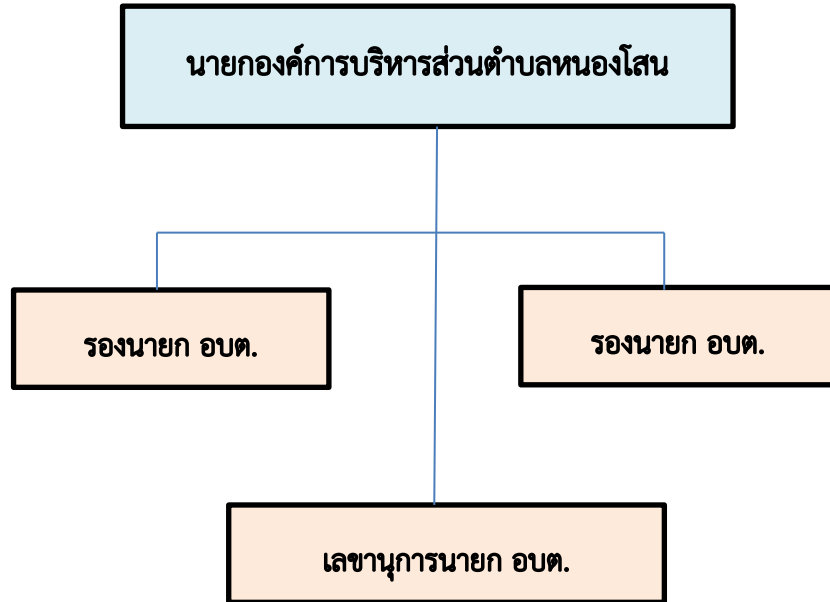 นายกองค์การบริหารส่วนตำบลหนองโสน
รองนายก อบต.
รองนายก อบต.
เลขานุการนายก อบต.